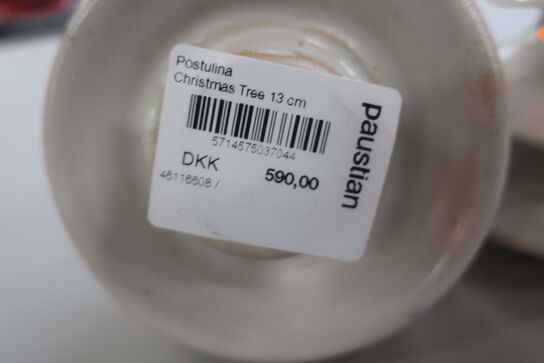 Postulina
Christmas Tree 13 cm
5714575037044
DKK 590,00
46116608 /
paustian